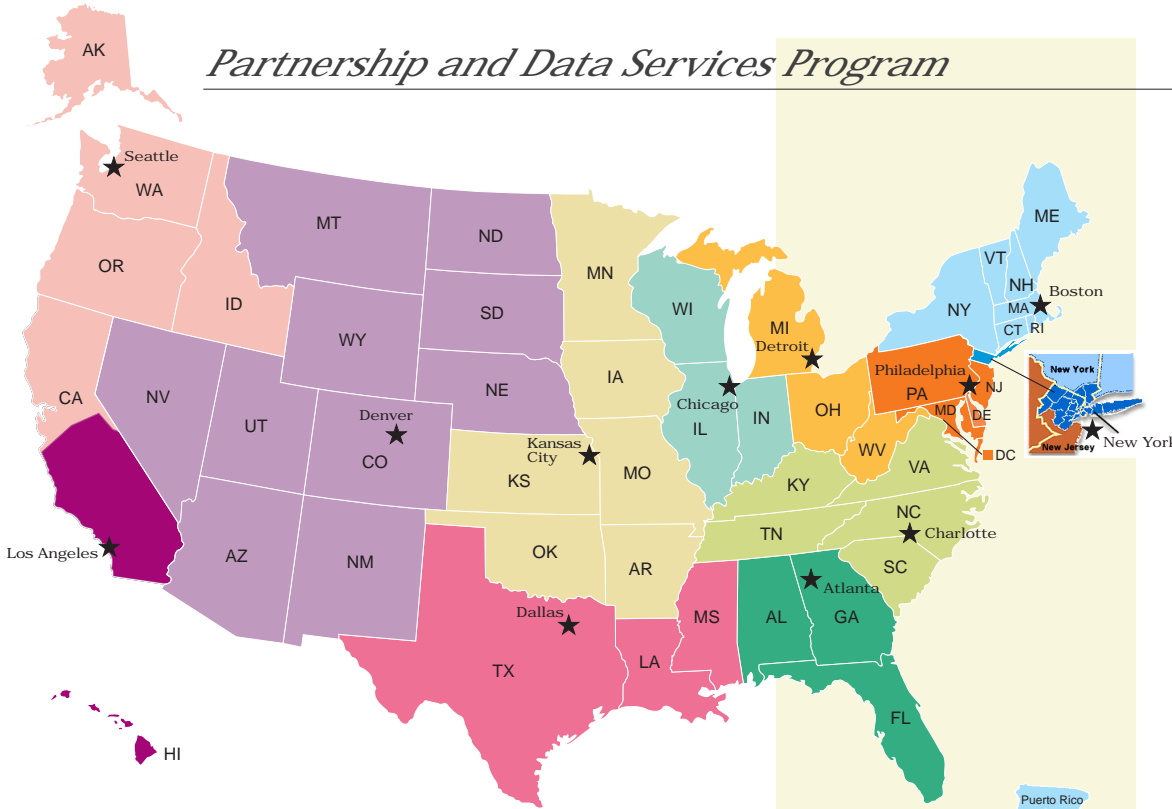 AK
Partnership and Data Services Program
Seattle
WA
MT
ND
ME
OR
MN
VT
ID
NH
SD
WI
NY
Boston
MA
WY
MI
CT
RI
Detroit
IA
Philadelphia
New York
NE
PA
NJ
CA
NV
Chicago
OH
MD
DE
UT
Denver
IL
IN
New York
Kansas
City
New Jersey
CO
WV
DC
KS
MO
VA
KY
NC
TN
Charlotte
Los Angeles
AZ
NM
OK
AR
SC
Atlanta
Dallas
MS
AL
GA
TX
LA
FL
HI
Puerto Rico